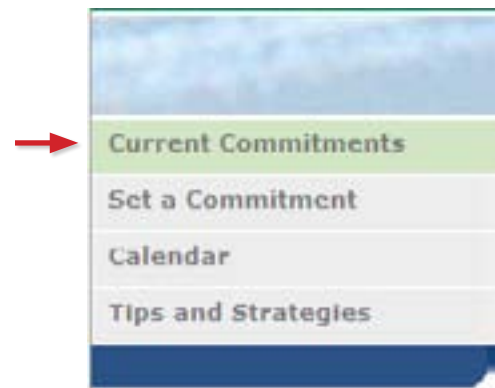 Current Commitments
Set a Commitment
Calendar
Tips and Strategies